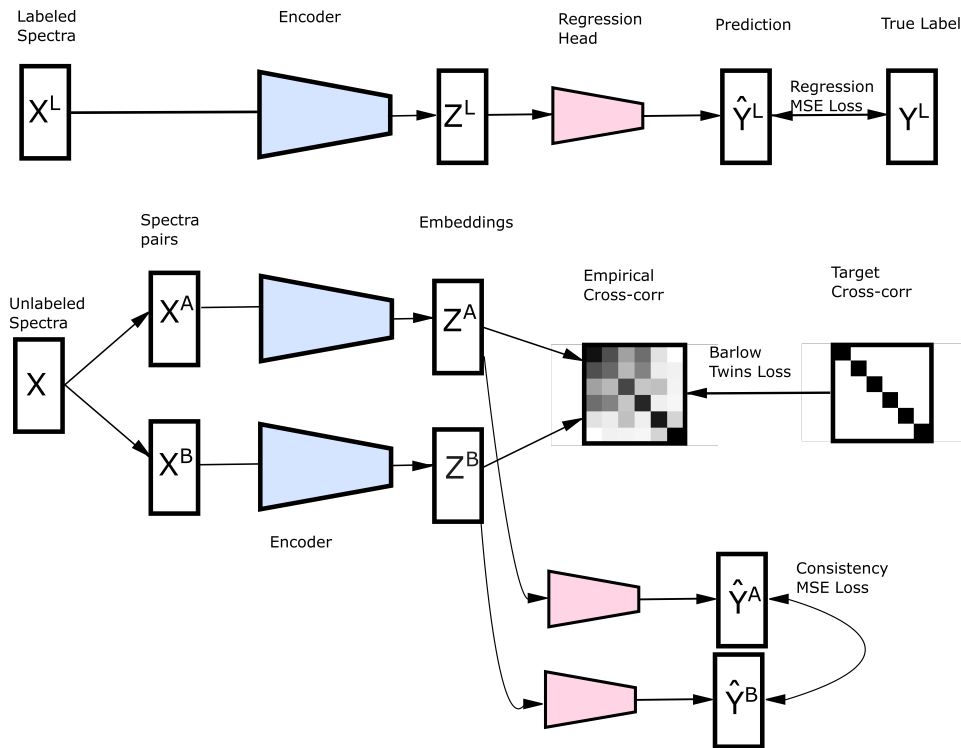 Labeled
Spectra
Encoder
Regression
Head
Prediction
True Label
X^L
Z^L
Ŷ^L
Regression
MSE Loss
Y^L
Spectra
pairs
Embeddings
Unlabeled
Spectra
X
X^A
Z^A
Empirical
Cross-corr
Target
Cross-corr
Barlow
Twins Loss
X^B
Z^B
Encoder
Consistency
MSE Loss
Ŷ^A
Ŷ^B